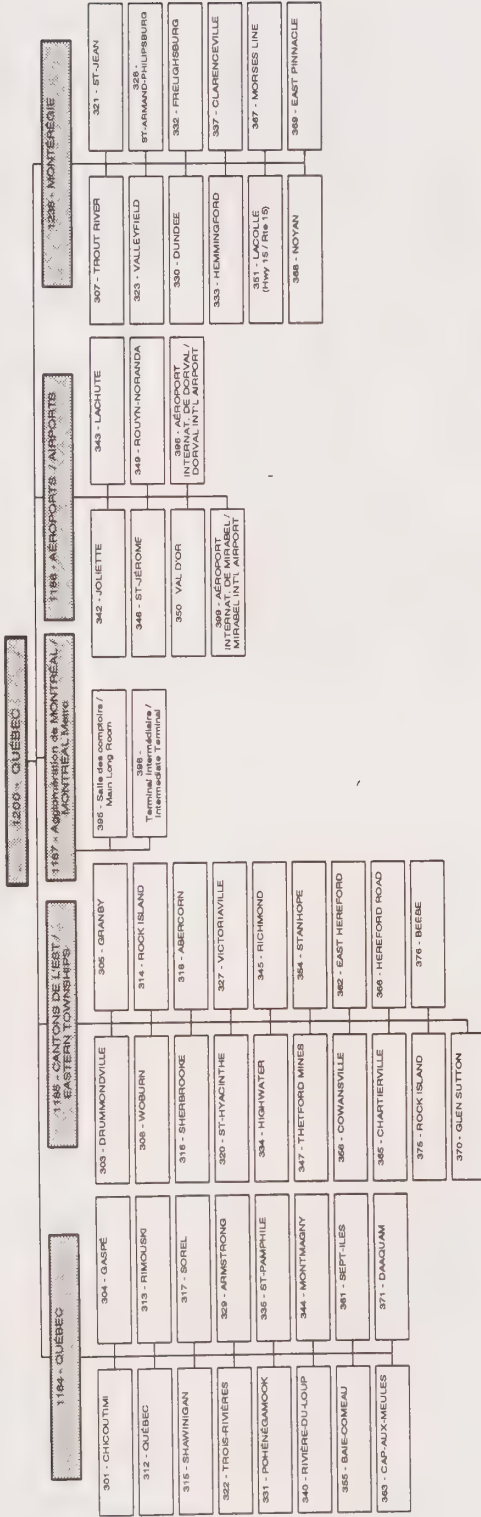 1200 - QUÉBEC
1184 - QUÉBEC
301 - CHICOUTIMI
304 - GASPÉ
312 - QUÉBEC
313 - RIMOUSKI
315 - SHAWINIGAN
317 - SOREL
322 - TROIS-RIVIÈRES
329 - ARMSTRONG
331 - POHÉNÉGAMOOK
335 - ST-PAMPHILE
340 - RIVIÈRE-DU-LOUP
344 - MONTMAGNY
355 - BAIE-COMEAU
361 - SEPT-ILES
363 - CAP-AUX-MEULES
371 - DAAQUAM
1185 - CANTONS DE L'EST /
EASTERN TOWNSHIPS
303 - DRUMMONDVILLE
305 - GRANBY
308 - WOBURN
314 - ROCK ISLAND
316 - SHERBROOKE
318 - ABERCORN
320 - ST-HYACINTHE
327 - VICTORIAVILLE
334 - HIGHWATER
345 - RICHMOND
347 - THETFORD MINES
354 - STANHOPE
356 - COWANSVILLE
362 - EAST HEREFORD
365 - CHARTIERVILLE
366 - HEREFORD ROAD
375 - ROCK ISLAND
376 - BEEBE
370 - GLEN SUTTON
1187 - Agglomération de MONTRÉAL /
MONTRÉAL Metro
395 - Salle des comptoirs /
Main Long Room
398 -
Terminal Intermédiaire /
Intermediate Terminal
1186 - AÉROPORTS / AIRPORTS
342 - JOLIETTE
343 - LACHUTE
346 - ST-JÉROME
349 - ROUYN-NORANDA
350 VAL D'OR
396 - AÉROPORT
INTERNAT. DE DORVAL /
DORVAL INT'L AIRPORT
399 - AÉROPORT
INTERNAT. DE MIRABEL /
MIRABEL INT'L AIRPORT
1236 - MONTÉRÉGIE
307 - TROUT RIVER
321 - ST-JEAN
323 - VALLEYFIELD
328 -
ST-ARMAND-PHILIPSBURG
330 - DUNDEE
332 - FRELIGHSBURG
333 - HEMMINGFORD
337 - CLARENCEVILLE
351 - LACOLLE
(Hwy 15 / Rte 15)
367 - MORSES LINE
368 - NOYAN
369 - EAST PINNACLE